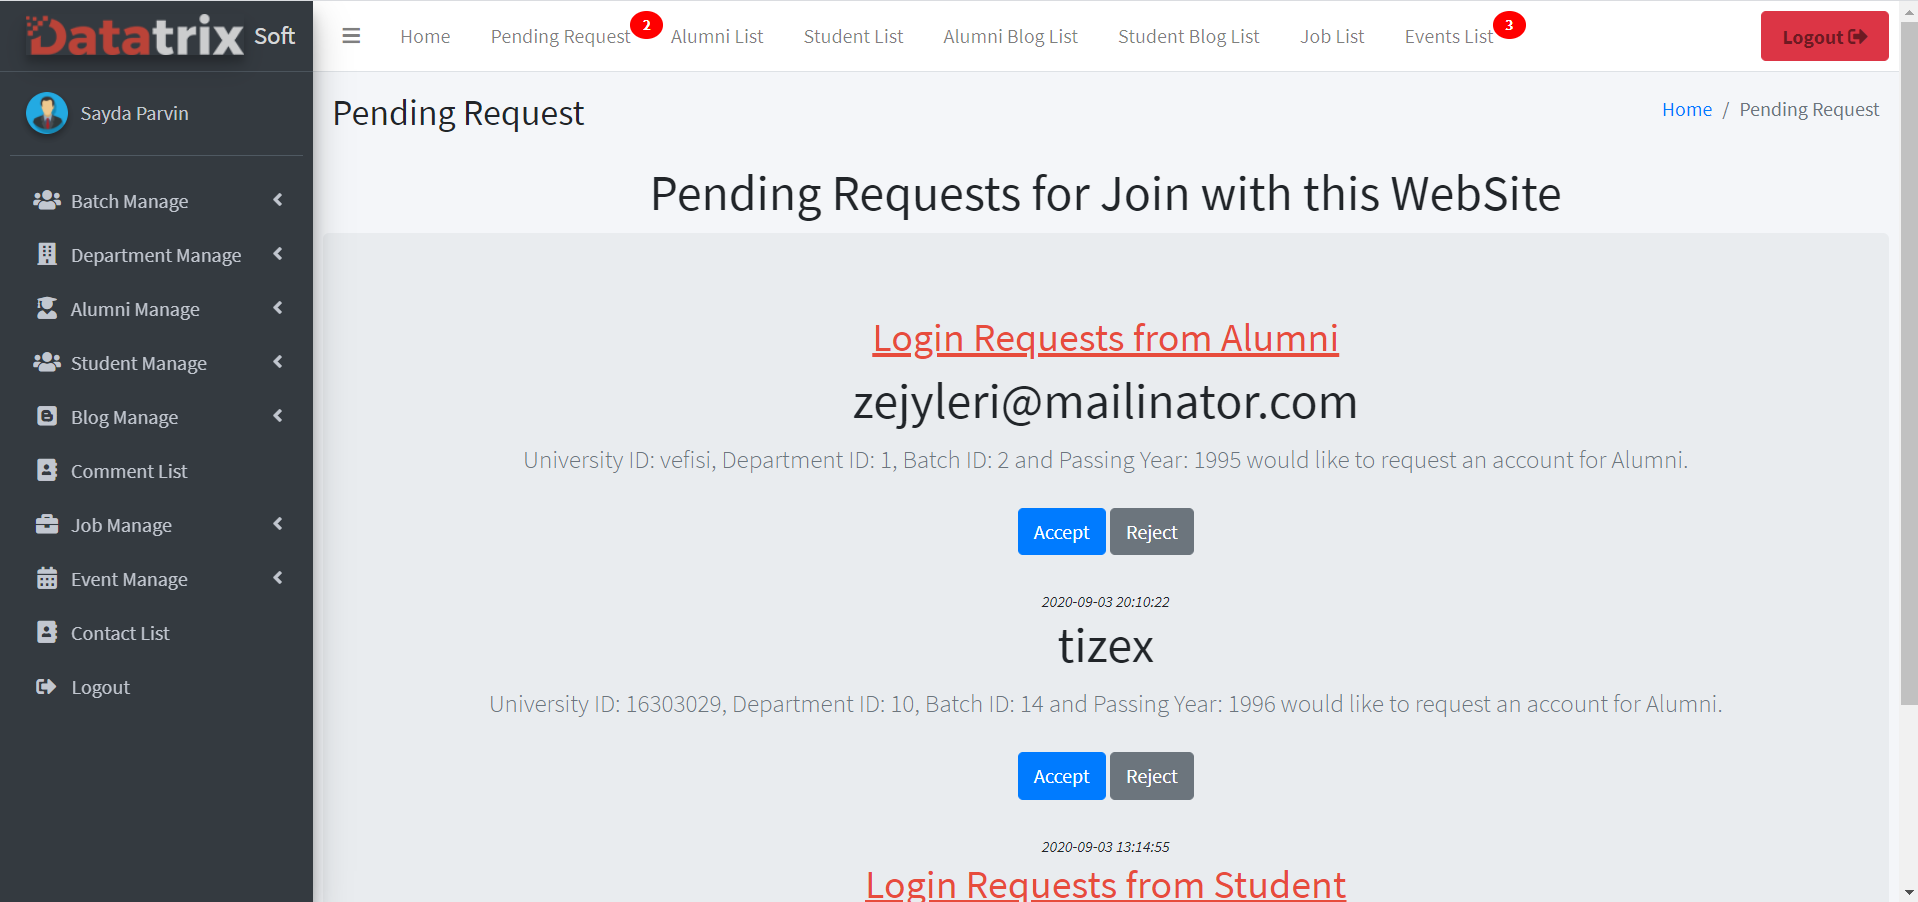 Datatrix Soft
Home Pending Request 2 Alumni List Student List Alumni Blog List Student Blog List Job List Events List 3 Logout
Sayda Parvin
Batch Manage
Department Manage
Alumni Manage
Student Manage
Blog Manage
Comment List
Job Manage
Event Manage
Contact List
Logout
Pending Request
Home / Pending Request
Pending Requests for Join with this WebSite
Login Requests from Alumni
zejyleri@mailinator.com
University ID: vefisi, Department ID: 1, Batch ID: 2 and Passing Year: 1995 would like to request an account for Alumni.
Accept Reject
2020-09-03 20:10:22
tizex
University ID: 16303029, Department ID: 10, Batch ID: 14 and Passing Year: 1996 would like to request an account for Alumni.
Accept Reject
2020-09-03 13:14:55
Login Requests from Student